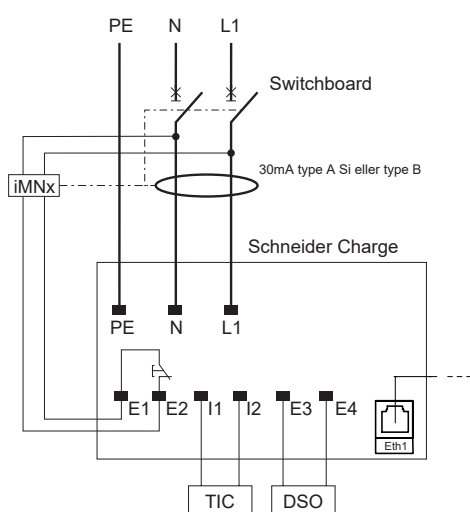 PE N L1
Switchboard
30mA type A Si eller type B
iMNx
Schneider Charge
PE N L1
E1 E2 I1 I2 E3 E4
Eth1
TIC DSO